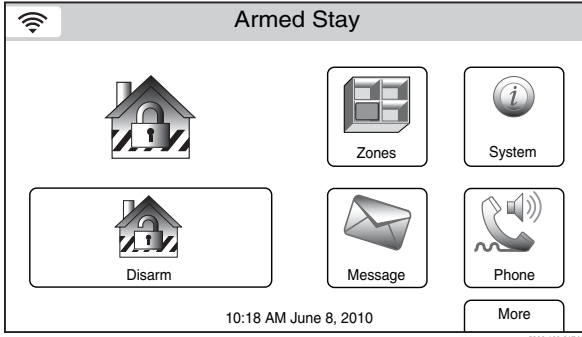 Armed Stay
Zones
System
Disarm
Message
Phone
10:18 AM June 8, 2010
More